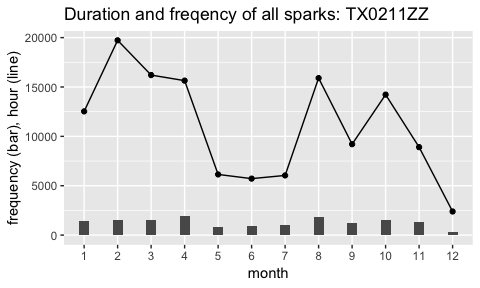 Duration and freqency of all sparks: TX0211ZZ
frequency (bar), hour (line)
20000
15000
10000
5000
0
1 2 3 4 5 6 7 8 9 10 11 12
month